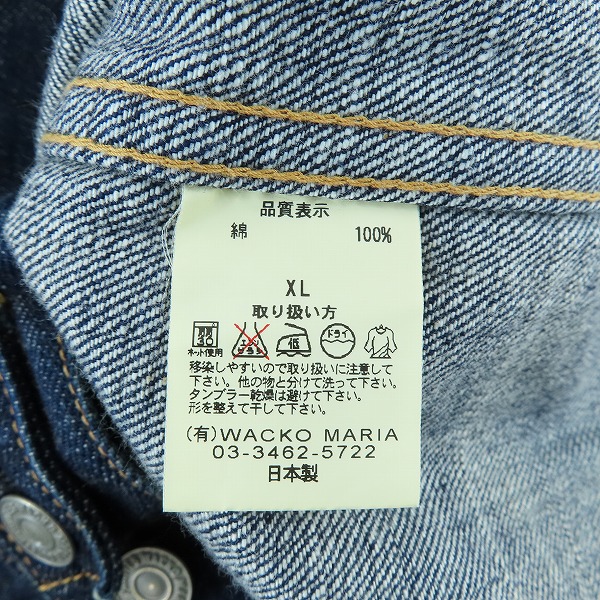 品質表示
綿 100%
XL
取り扱い方
30 エンソサラシ 低 ドライ
ネット使用
移染しやすいので取り扱いに注意して
下さい。他の物と分けて洗って下さい。
タンブラー乾燥は避けて下さい。
形を整えて干して下さい。
(有)WACKO MARIA
03-3462-5722
日本製